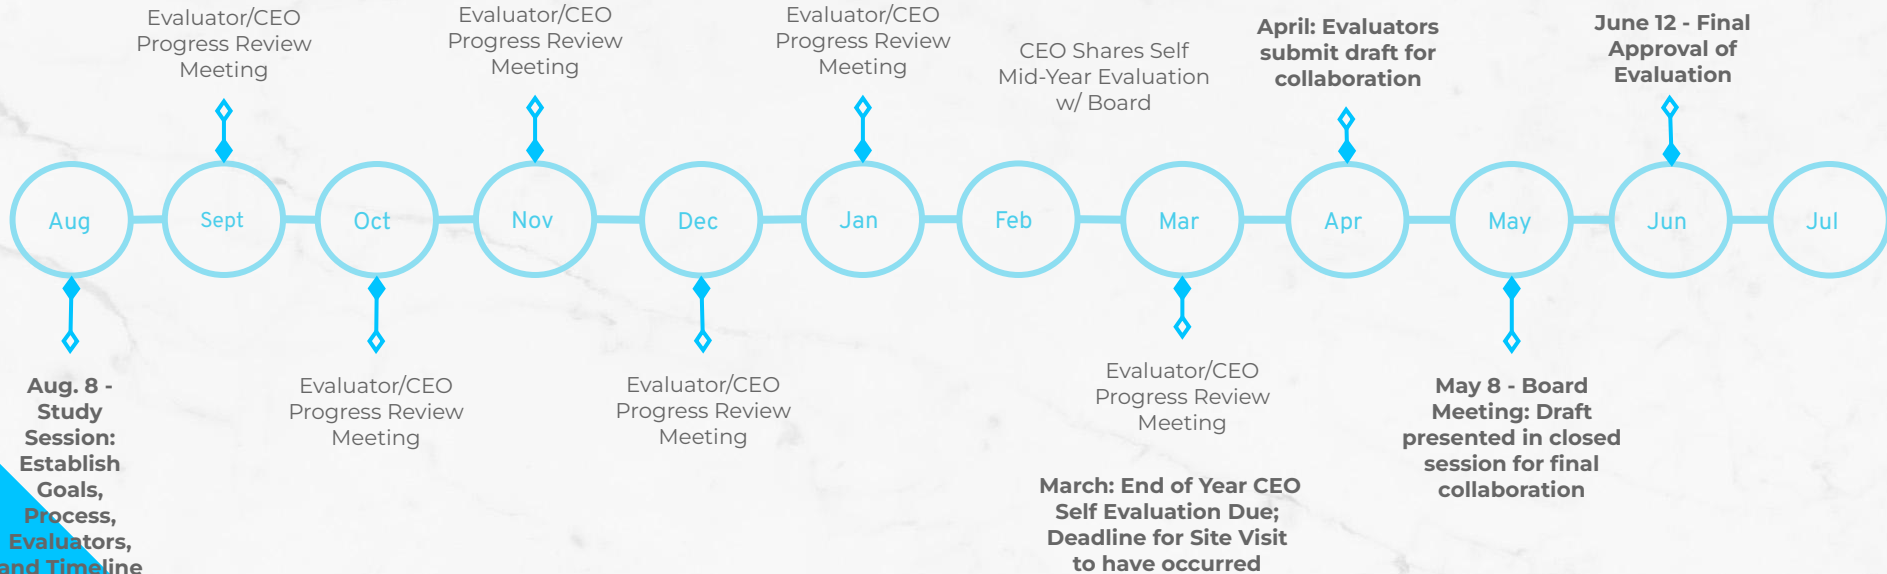 Evaluator/CEO
Progress Review
Meeting
Evaluator/CEO
Progress Review
Meeting
Evaluator/CEO
Progress Review
Meeting
CEO Shares Self
Mid-Year Evaluation
w/ Board
April: Evaluators
submit draft for
collaboration
June 12 - Final
Approval of
Evaluation
Aug
Sept
Oct
Nov
Dec
Jan
Feb
Mar
Apr
May
Jun
Jul
Aug. 8 -
Study
Session:
Establish
Goals,
Process,
Evaluators,
and Timeline
Evaluator/CEO
Progress Review
Meeting
Evaluator/CEO
Progress Review
Meeting
Evaluator/CEO
Progress Review
Meeting
March: End of Year CEO
Self Evaluation Due;
Deadline for Site Visit
to have occurred
May 8 - Board
Meeting: Draft
presented in closed
session for final
collaboration